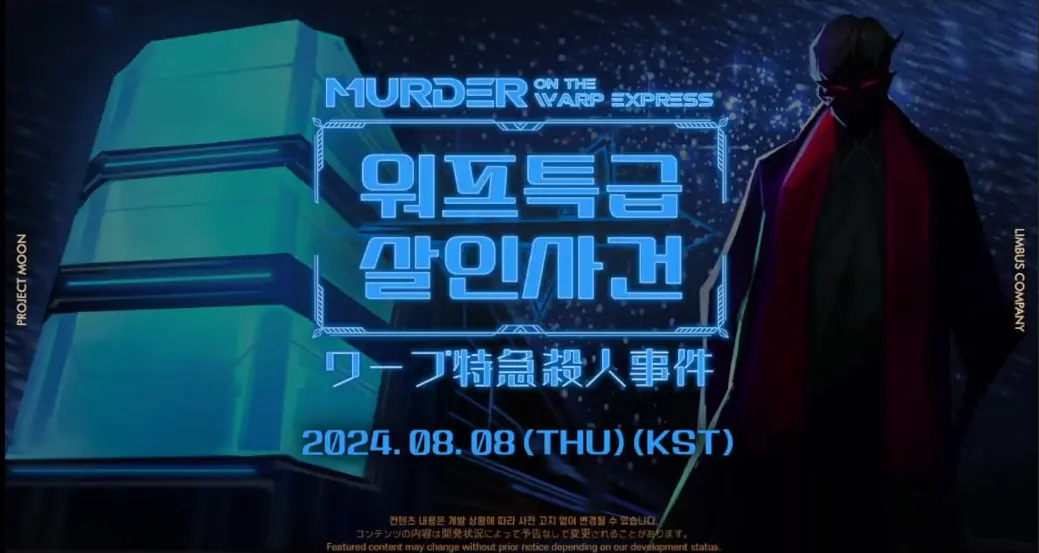 MURDER ON THE WARP EXPRESS
워프특급
살인사건
ワープ特急殺人事件
2024.08.08(THU)(KST)
PROJECT MOON
LIMBUS COMPANY
컨텐츠 내용은 개발 상황에 따라 사전 고지 없이 변경될 수 있습니다.
コンテンツの内容は開発状況によって予告なしで変更されることがあります。
Featured content may change without prior notice depending on our development status.